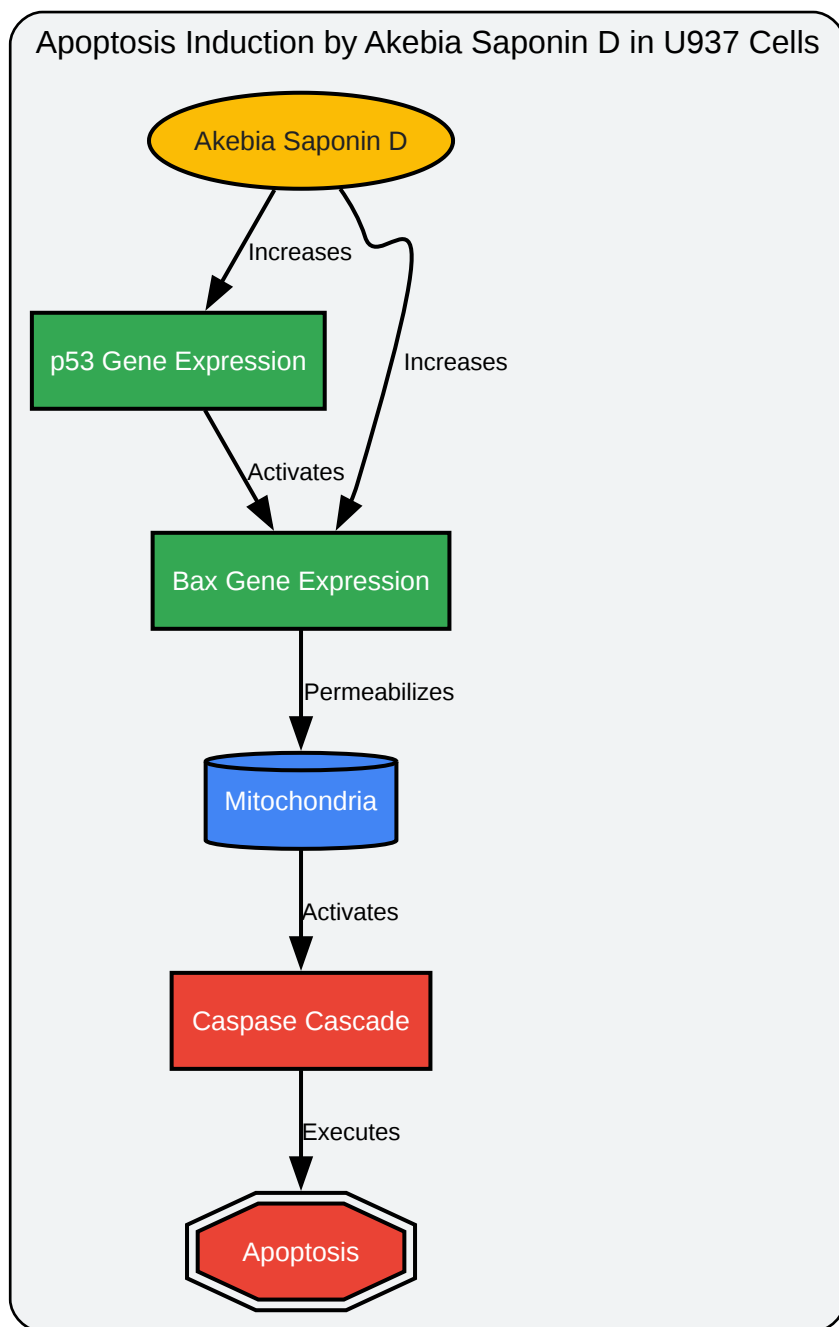 Apoptosis Induction by Akebia Saponin D in U937 Cells
Akebia Saponin D
Increases
p53 Gene Expression
Increases
Activates
Bax Gene Expression
Permeabilizes
Mitochondria
Activates
Caspase Cascade
Executes
Apoptosis